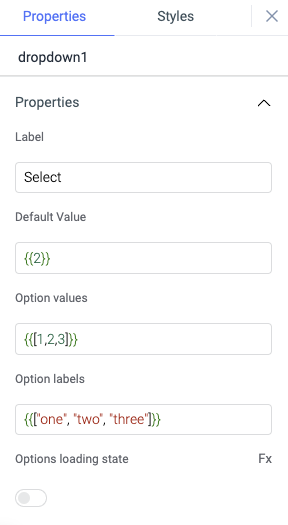 Properties Styles
dropdown1
Properties
Label
Select
Default Value
{{2}}
Option values
{{[1,2,3]}}
Option labels
{{["one", "two", "three"]}}
Options loading state Fx